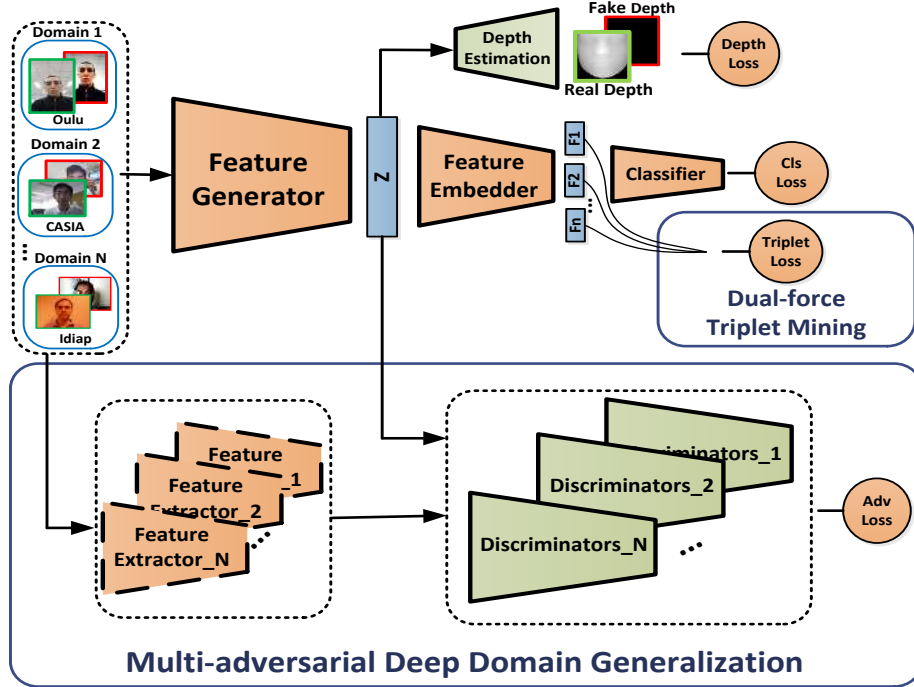 Domain 1
Oulu
Domain 2
CASIA
Domain N
Idiap
Feature
Generator
Z
Depth
Estimation
Fake Depth
Real Depth
Depth
Loss
Feature
Embedder
F1
F2
Fn
Classifier
Cls
Loss
Triplet
Loss
Dual-force
Triplet Mining
Feature
_1
Feature
Extractor_2
Feature
Extractor_N
Discriminators_1
Discriminators_2
Discriminators_N
Adv
Loss
Multi-adversarial Deep Domain Generalization